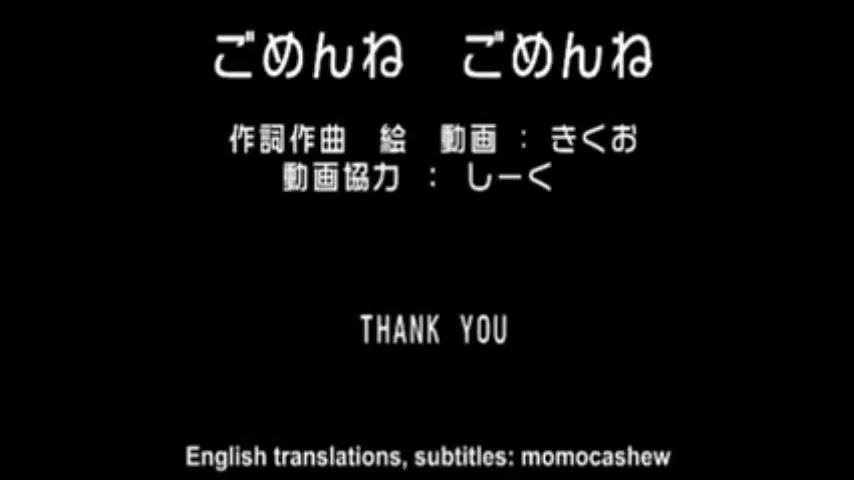 ごめんね　ごめんね
作詞作曲　絵　動画 : きくお
動画協力 : しーく
THANK YOU
English translations, subtitles: momocashew